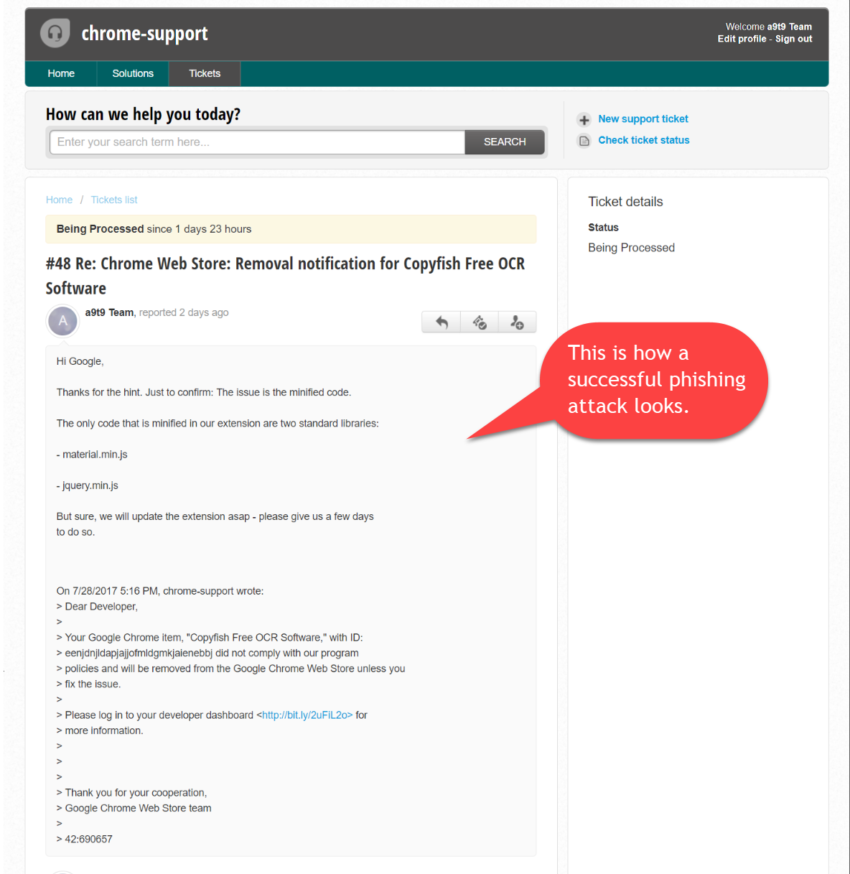 chrome-support
Welcome a9t9 Team
Edit profile - Sign out
Home Solutions Tickets
How can we help you today?
Enter your search term here...
SEARCH
New support ticket
Check ticket status
Home / Tickets list
Being Processed since 1 days 23 hours
#48 Re: Chrome Web Store: Removal notification for Copyfish Free OCR
Software
A
a9t9 Team, reported 2 days ago
Hi Google,
Thanks for the hint. Just to confirm: The issue is the minified code.
The only code that is minified in our extension are two standard libraries:
- material.min.js
- jquery.min.js
But sure, we will update the extension asap - please give us a few days
to do so.
On 7/28/2017 5:16 PM, chrome-support wrote:
> Dear Developer,
>
> Your Google Chrome item, "Copyfish Free OCR Software," with ID:
> eenjdnjldapjajjofmldgmkjaienebbj did not comply with our program
> policies and will be removed from the Google Chrome Web Store unless you
> fix the issue.
>
> Please log in to your developer dashboard <http://bit.ly/2uFiL2o> for
> more information.
>
>
>
> Thank you for your cooperation,
> Google Chrome Web Store team
>
> 42:690657
Ticket details
Status
Being Processed
This is how a
successful phishing
attack looks.